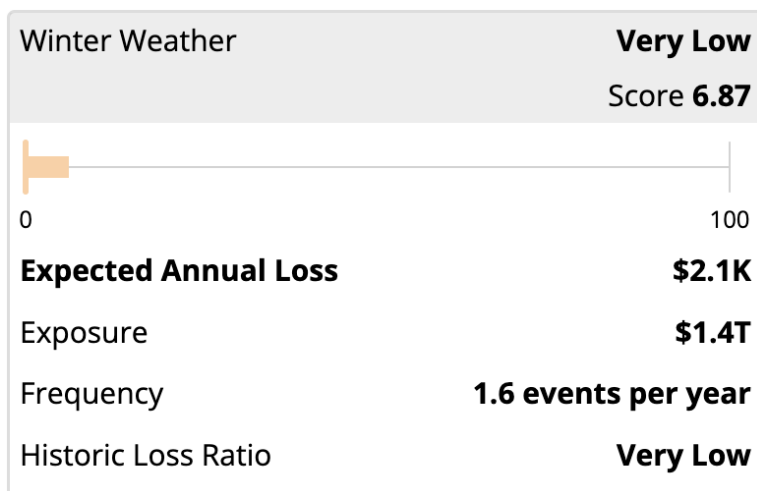 Winter Weather Very Low
Score 6.87
0 100
Expected Annual Loss $2.1K
Exposure $1.4T
Frequency 1.6 events per year
Historic Loss Ratio Very Low